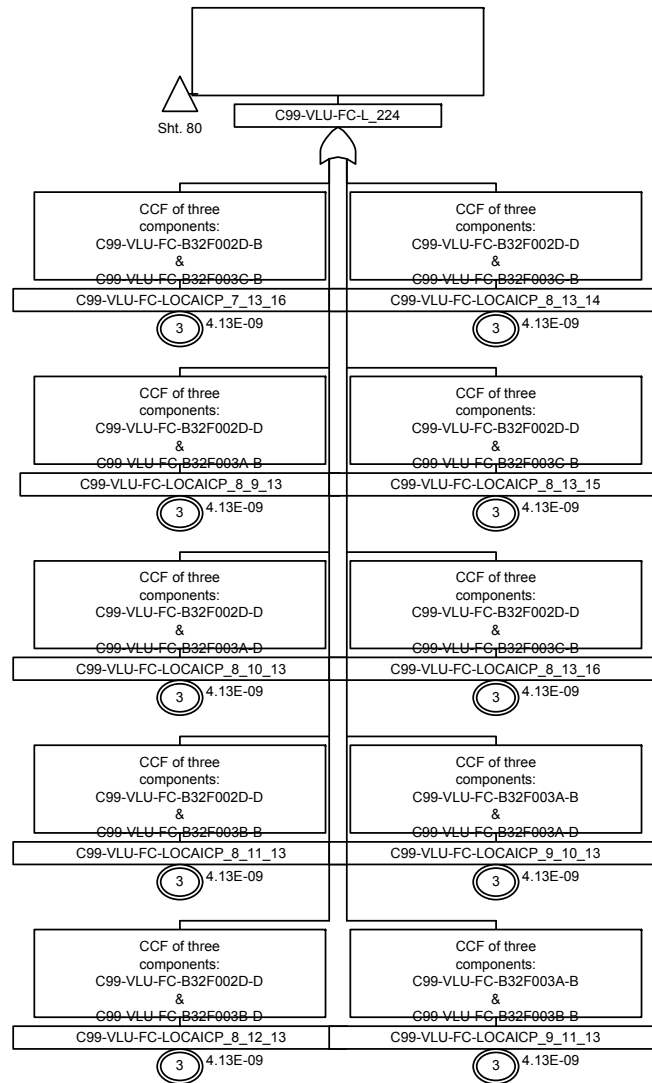 C99-VLU-FC-L_224
Sht. 80
CCF of three
components:
C99-VLU-FC-B32F002D-B
&
C99-VLU-FC-B32F003C-B
C99-VLU-FC-LOCAICP_7_13_16
3
4.13E-09
CCF of three
components:
C99-VLU-FC-B32F002D-D
&
C99-VLU-FC-B32F003C-B
C99-VLU-FC-LOCAICP_8_13_14
3
4.13E-09
CCF of three
components:
C99-VLU-FC-B32F002D-D
&
C99-VLU-FC-B32F003A-B
C99-VLU-FC-LOCAICP_8_9_13
3
4.13E-09
CCF of three
components:
C99-VLU-FC-B32F002D-D
&
C99-VLU-FC-B32F003C-B
C99-VLU-FC-LOCAICP_8_13_15
3
4.13E-09
CCF of three
components:
C99-VLU-FC-B32F002D-D
&
C99-VLU-FC-B32F003A-D
C99-VLU-FC-LOCAICP_8_10_13
3
4.13E-09
CCF of three
components:
C99-VLU-FC-B32F002D-D
&
C99-VLU-FC-B32F003C-B
C99-VLU-FC-LOCAICP_8_13_16
3
4.13E-09
CCF of three
components:
C99-VLU-FC-B32F002D-D
&
C99-VLU-FC-B32F003B-B
C99-VLU-FC-LOCAICP_8_11_13
3
4.13E-09
CCF of three
components:
C99-VLU-FC-B32F003A-B
&
C99-VLU-FC-B32F003A-D
C99-VLU-FC-LOCAICP_9_10_13
3
4.13E-09
CCF of three
components:
C99-VLU-FC-B32F002D-D
&
C99-VLU-FC-B32F003B-D
C99-VLU-FC-LOCAICP_8_12_13
3
4.13E-09
CCF of three
components:
C99-VLU-FC-B32F003A-B
&
C99-VLU-FC-B32F003B-B
C99-VLU-FC-LOCAICP_9_11_13
3
4.13E-09